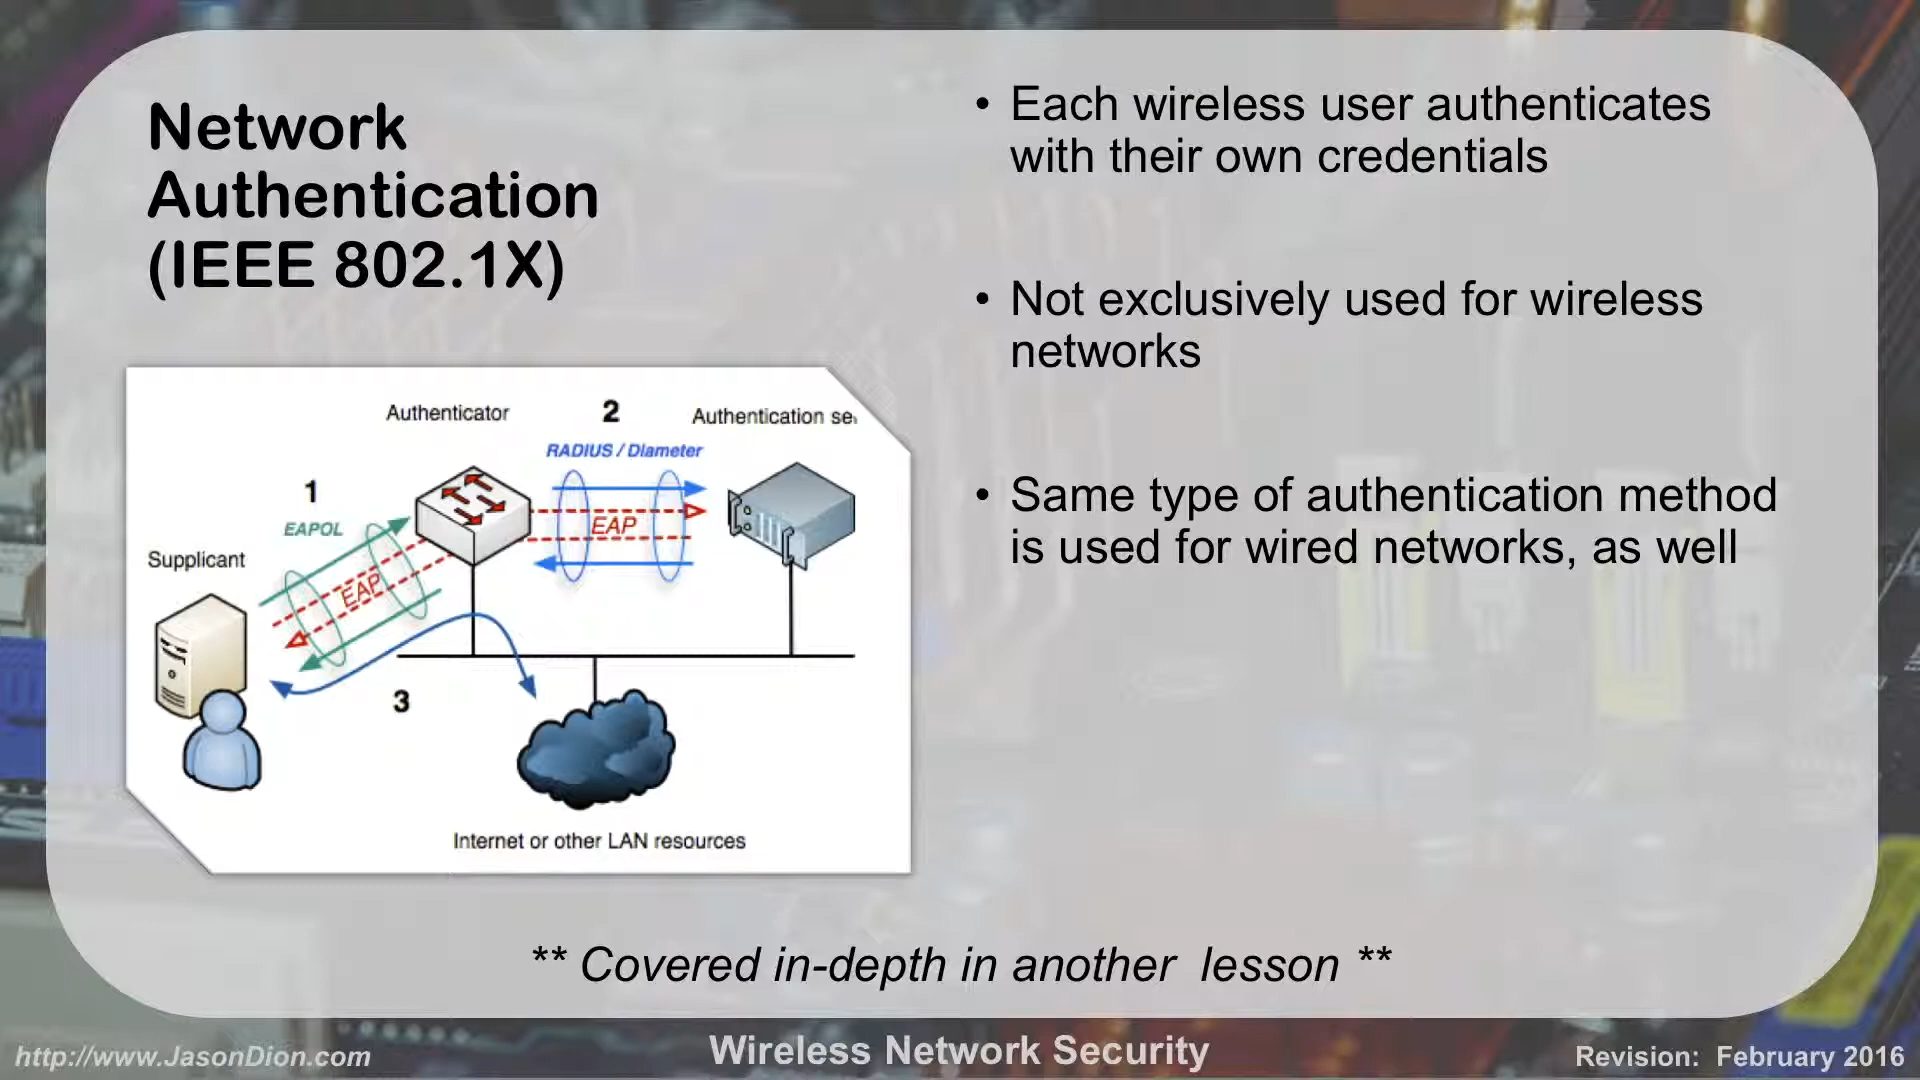 Network
Authentication
(IEEE 802.1X)
• Each wireless user authenticates
with their own credentials
• Not exclusively used for wireless
networks
• Same type of authentication method
is used for wired networks, as well
Authenticator
2
Authentication se
RADIUS / Diameter
1
EAPOL
EAP
Supplicant
EAP
3
Internet or other LAN resources
** Covered in-depth in another lesson **
http://www.JasonDion.com
Wireless Network Security
Revision: February 2016